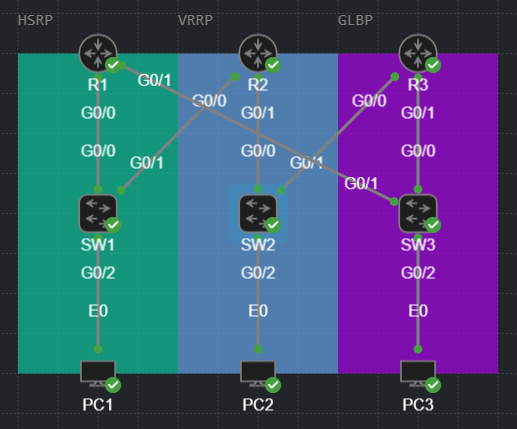 HSRP VRRP GLBP
R1 R2 R3
G0/1
G0/0 G0/0 G0/1 G0/0 G0/1
G0/0 G0/0 G0/0
G0/1 G0/1
G0/1
SW1 SW2 SW3
G0/2 G0/2 G0/2
E0 E0 E0
PC1 PC2 PC3